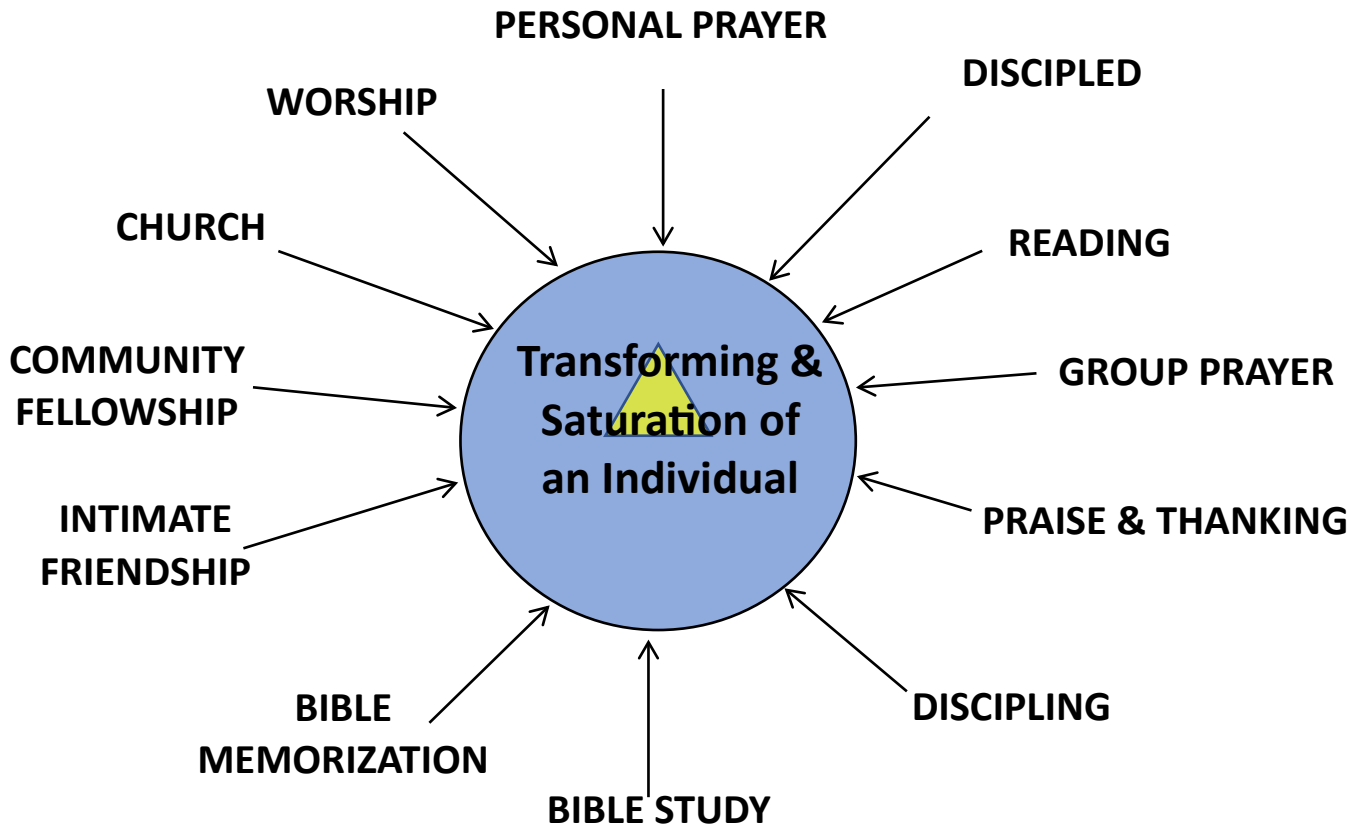 PERSONAL PRAYER
DISCIPLED
WORSHIP
CHURCH
READING
COMMUNITY
FELLOWSHIP
Transforming &
Saturation of
an Individual
GROUP PRAYER
INTIMATE
FRIENDSHIP
PRAISE & THANKING
BIBLE
MEMORIZATION
DISCIPLING
BIBLE STUDY